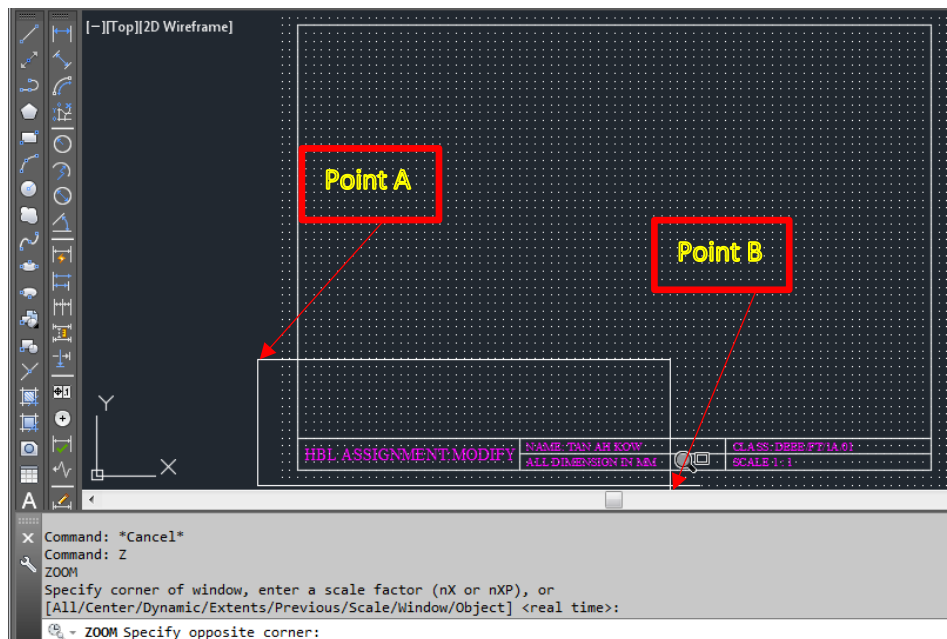 [−][Top][2D Wireframe]
Point A
Point B
Y
X
HBL ASSIGNMENT MODIFY
NAME: TAN AH KOW
ALL DIMENSION IN MM
CLASS: DEEE/FT/1A/01
SCALE 1 : 1
A
Command: *Cancel*
Command: Z
ZOOM
Specify corner of window, enter a scale factor (nX or nXP), or
[All/Center/Dynamic/Extents/Previous/Scale/Window/Object] <real time>:
ZOOM Specify opposite corner: